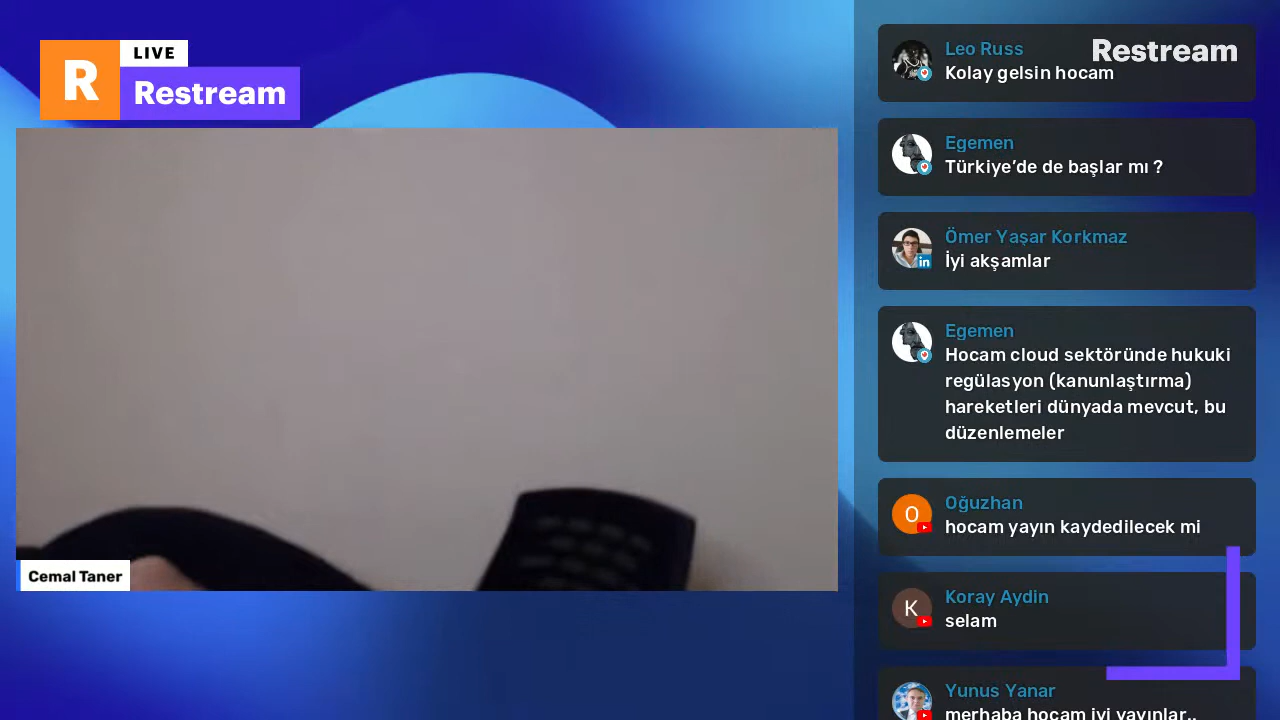 R
LIVE
Restream
Cemal Taner
Restream
Leo Russ
Kolay gelsin hocam
Egemen
Türkiye’de de başlar mı ?
Ömer Yaşar Korkmaz
İyi akşamlar
Egemen
Hocam cloud sektöründe hukuki
regülasyon (kanunlaştırma)
hareketleri dünyada mevcut, bu
düzenlemeler
O
Oğuzhan
hocam yayın kaydedilecek mi
K
Koray Aydin
selam
Yunus Yanar
merhaba hocam iyi yayınlar..